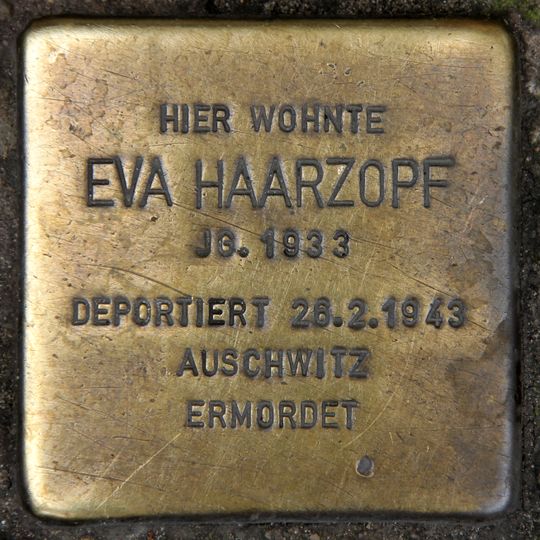 HIER WOHNTE
EVA HAARZOPF
JG. 1933
DEPORTIERT 26.2.1943
AUSCHWITZ
ERMORDET